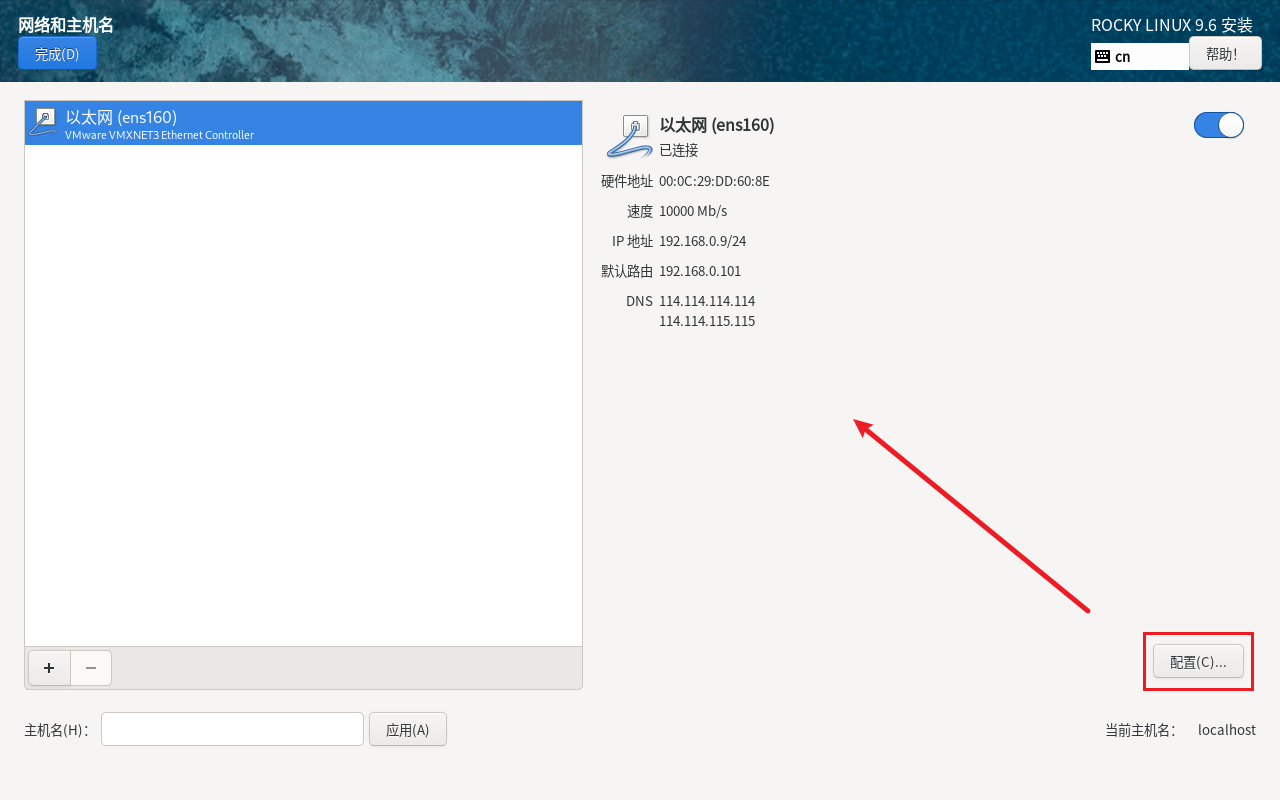 网络和主机名
完成(D)
ROCKY LINUX 9.6 安装
cn
帮助!
以太网 (ens160)
VMware VMXNET3 Ethernet Controller
以太网 (ens160)
已连接
硬件地址 00:0C:29:DD:60:8E
速度 10000 Mb/s
IP 地址 192.168.0.9/24
默认路由 192.168.0.101
DNS 114.114.114.114
114.114.115.115
+ −
配置(C)...
主机名(H): 应用(A)
当前主机名: localhost